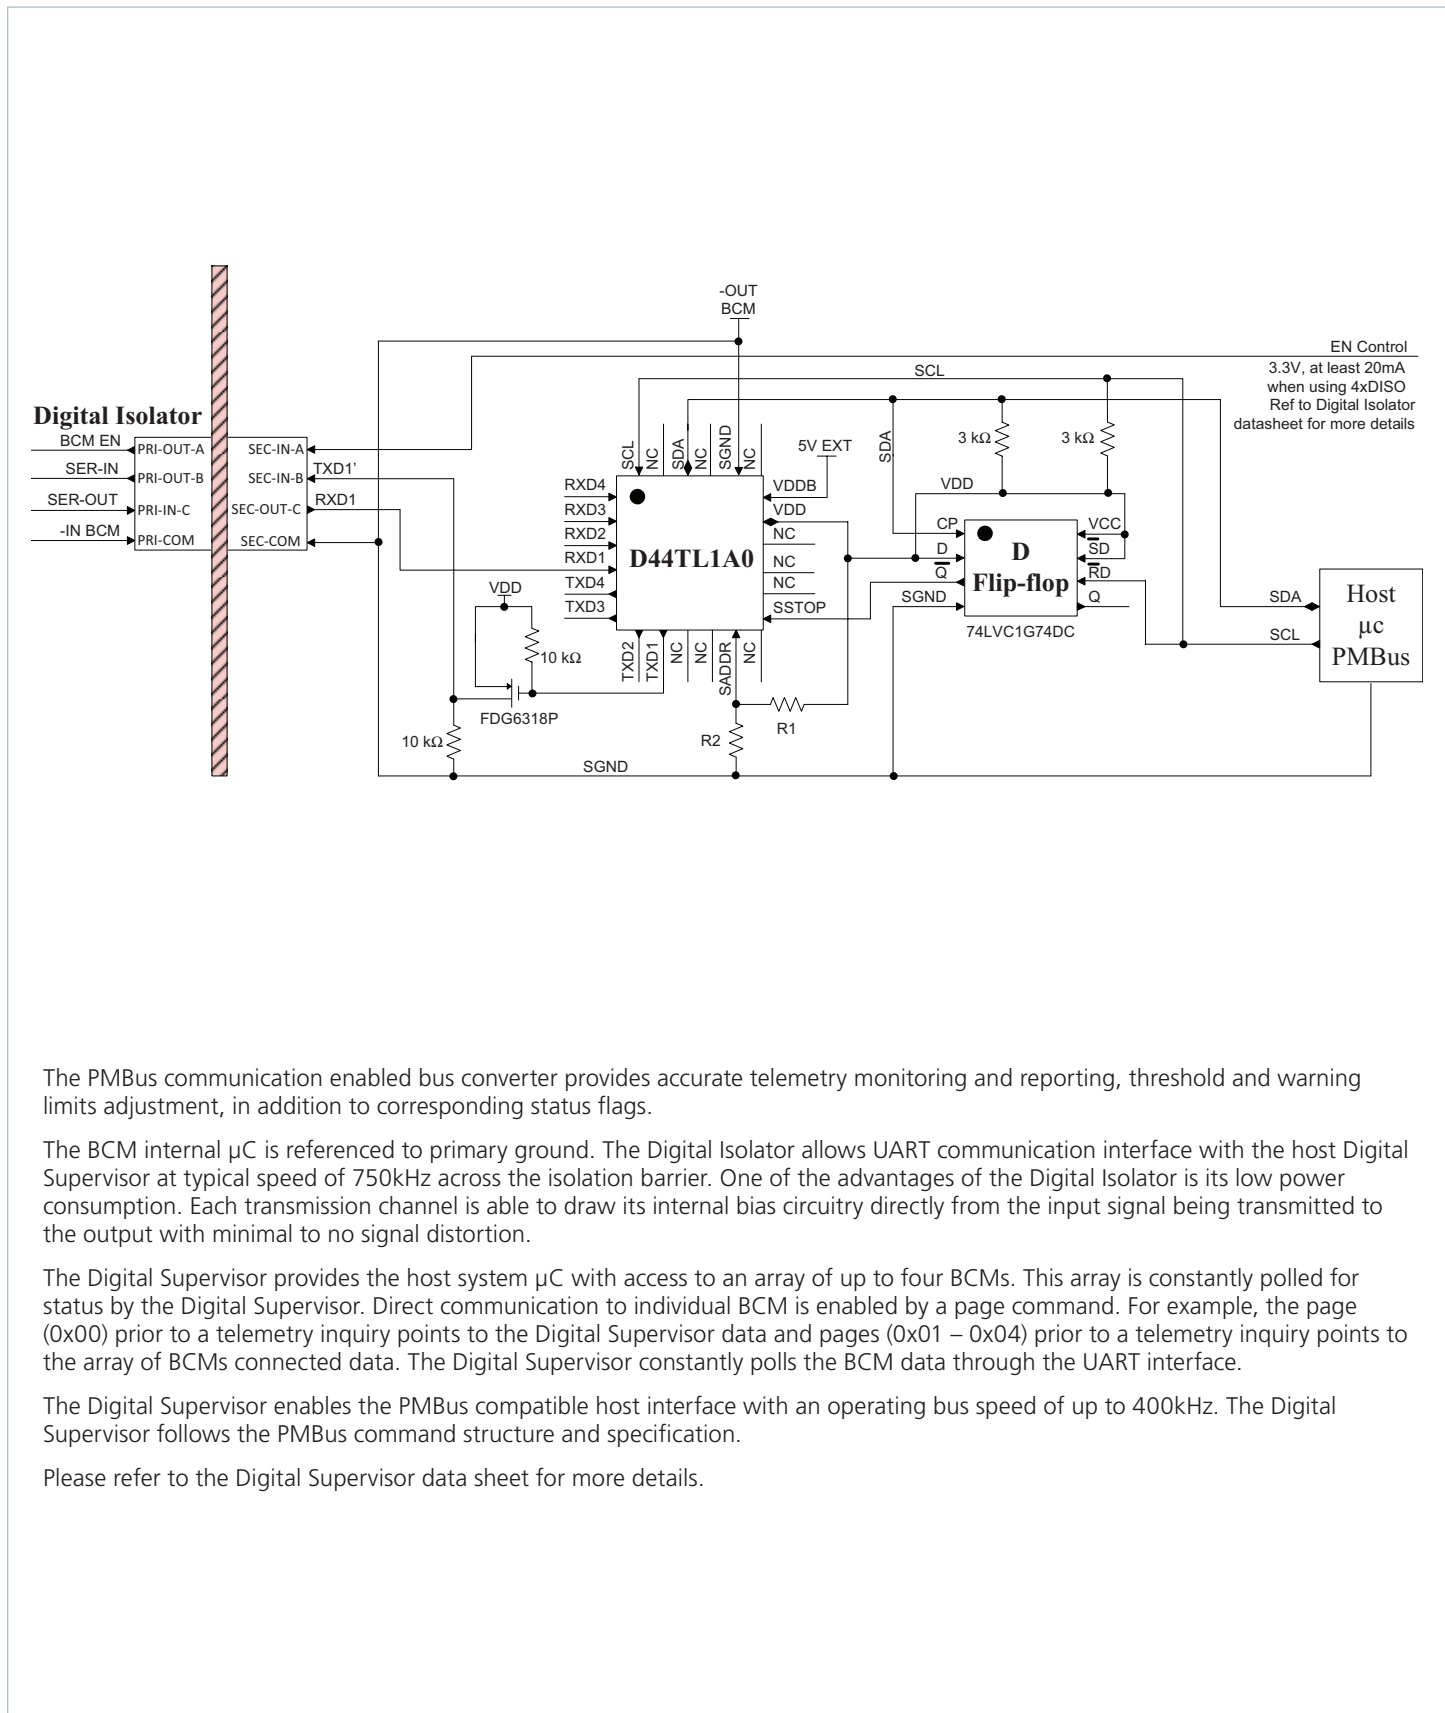 -OUT
BCM
EN Control
3.3V, at least 20mA
when using 4xDISO
Ref to Digital Isolator
datasheet for more details
SCL
Digital Isolator
BCM EN
PRI-OUT-A
SEC-IN-A
SER-IN
PRI-OUT-B
SEC-IN-B
TXD1’
SER-OUT
PRI-IN-C
SEC-OUT-C
RXD1
-IN BCM
PRI-COM
SEC-COM
SCL
NC
SDA
NC
SGND
NC
5V EXT
SDA
3 kΩ
3 kΩ
RXD4
RXD3
RXD2
RXD1
TXD4
TXD3
D44TL1A0
VDDB
VDD
NC
NC
NC
SSTOP
TXD2
TXD1
NC
NC
SADDR
NC
VDD
CP
D
Q
SGND
D
Flip-flop
VCC
SD
RD
Q
74LVC1G74DC
SDA
SCL
Host
µc
PMBus
VDD
10 kΩ
FDG6318P
10 kΩ
R1
R2
SGND
The PMBus communication enabled bus converter provides accurate telemetry monitoring and reporting, threshold and warning
limits adjustment, in addition to corresponding status flags.
The BCM internal µC is referenced to primary ground. The Digital Isolator allows UART communication interface with the host Digital
Supervisor at typical speed of 750kHz across the isolation barrier. One of the advantages of the Digital Isolator is its low power
consumption. Each transmission channel is able to draw its internal bias circuitry directly from the input signal being transmitted to
the output with minimal to no signal distortion.
The Digital Supervisor provides the host system µC with access to an array of up to four BCMs. This array is constantly polled for
status by the Digital Supervisor. Direct communication to individual BCM is enabled by a page command. For example, the page
(0x00) prior to a telemetry inquiry points to the Digital Supervisor data and pages (0x01 – 0x04) prior to a telemetry inquiry points to
the array of BCMs connected data. The Digital Supervisor constantly polls the BCM data through the UART interface.
The Digital Supervisor enables the PMBus compatible host interface with an operating bus speed of up to 400kHz. The Digital
Supervisor follows the PMBus command structure and specification.
Please refer to the Digital Supervisor data sheet for more details.